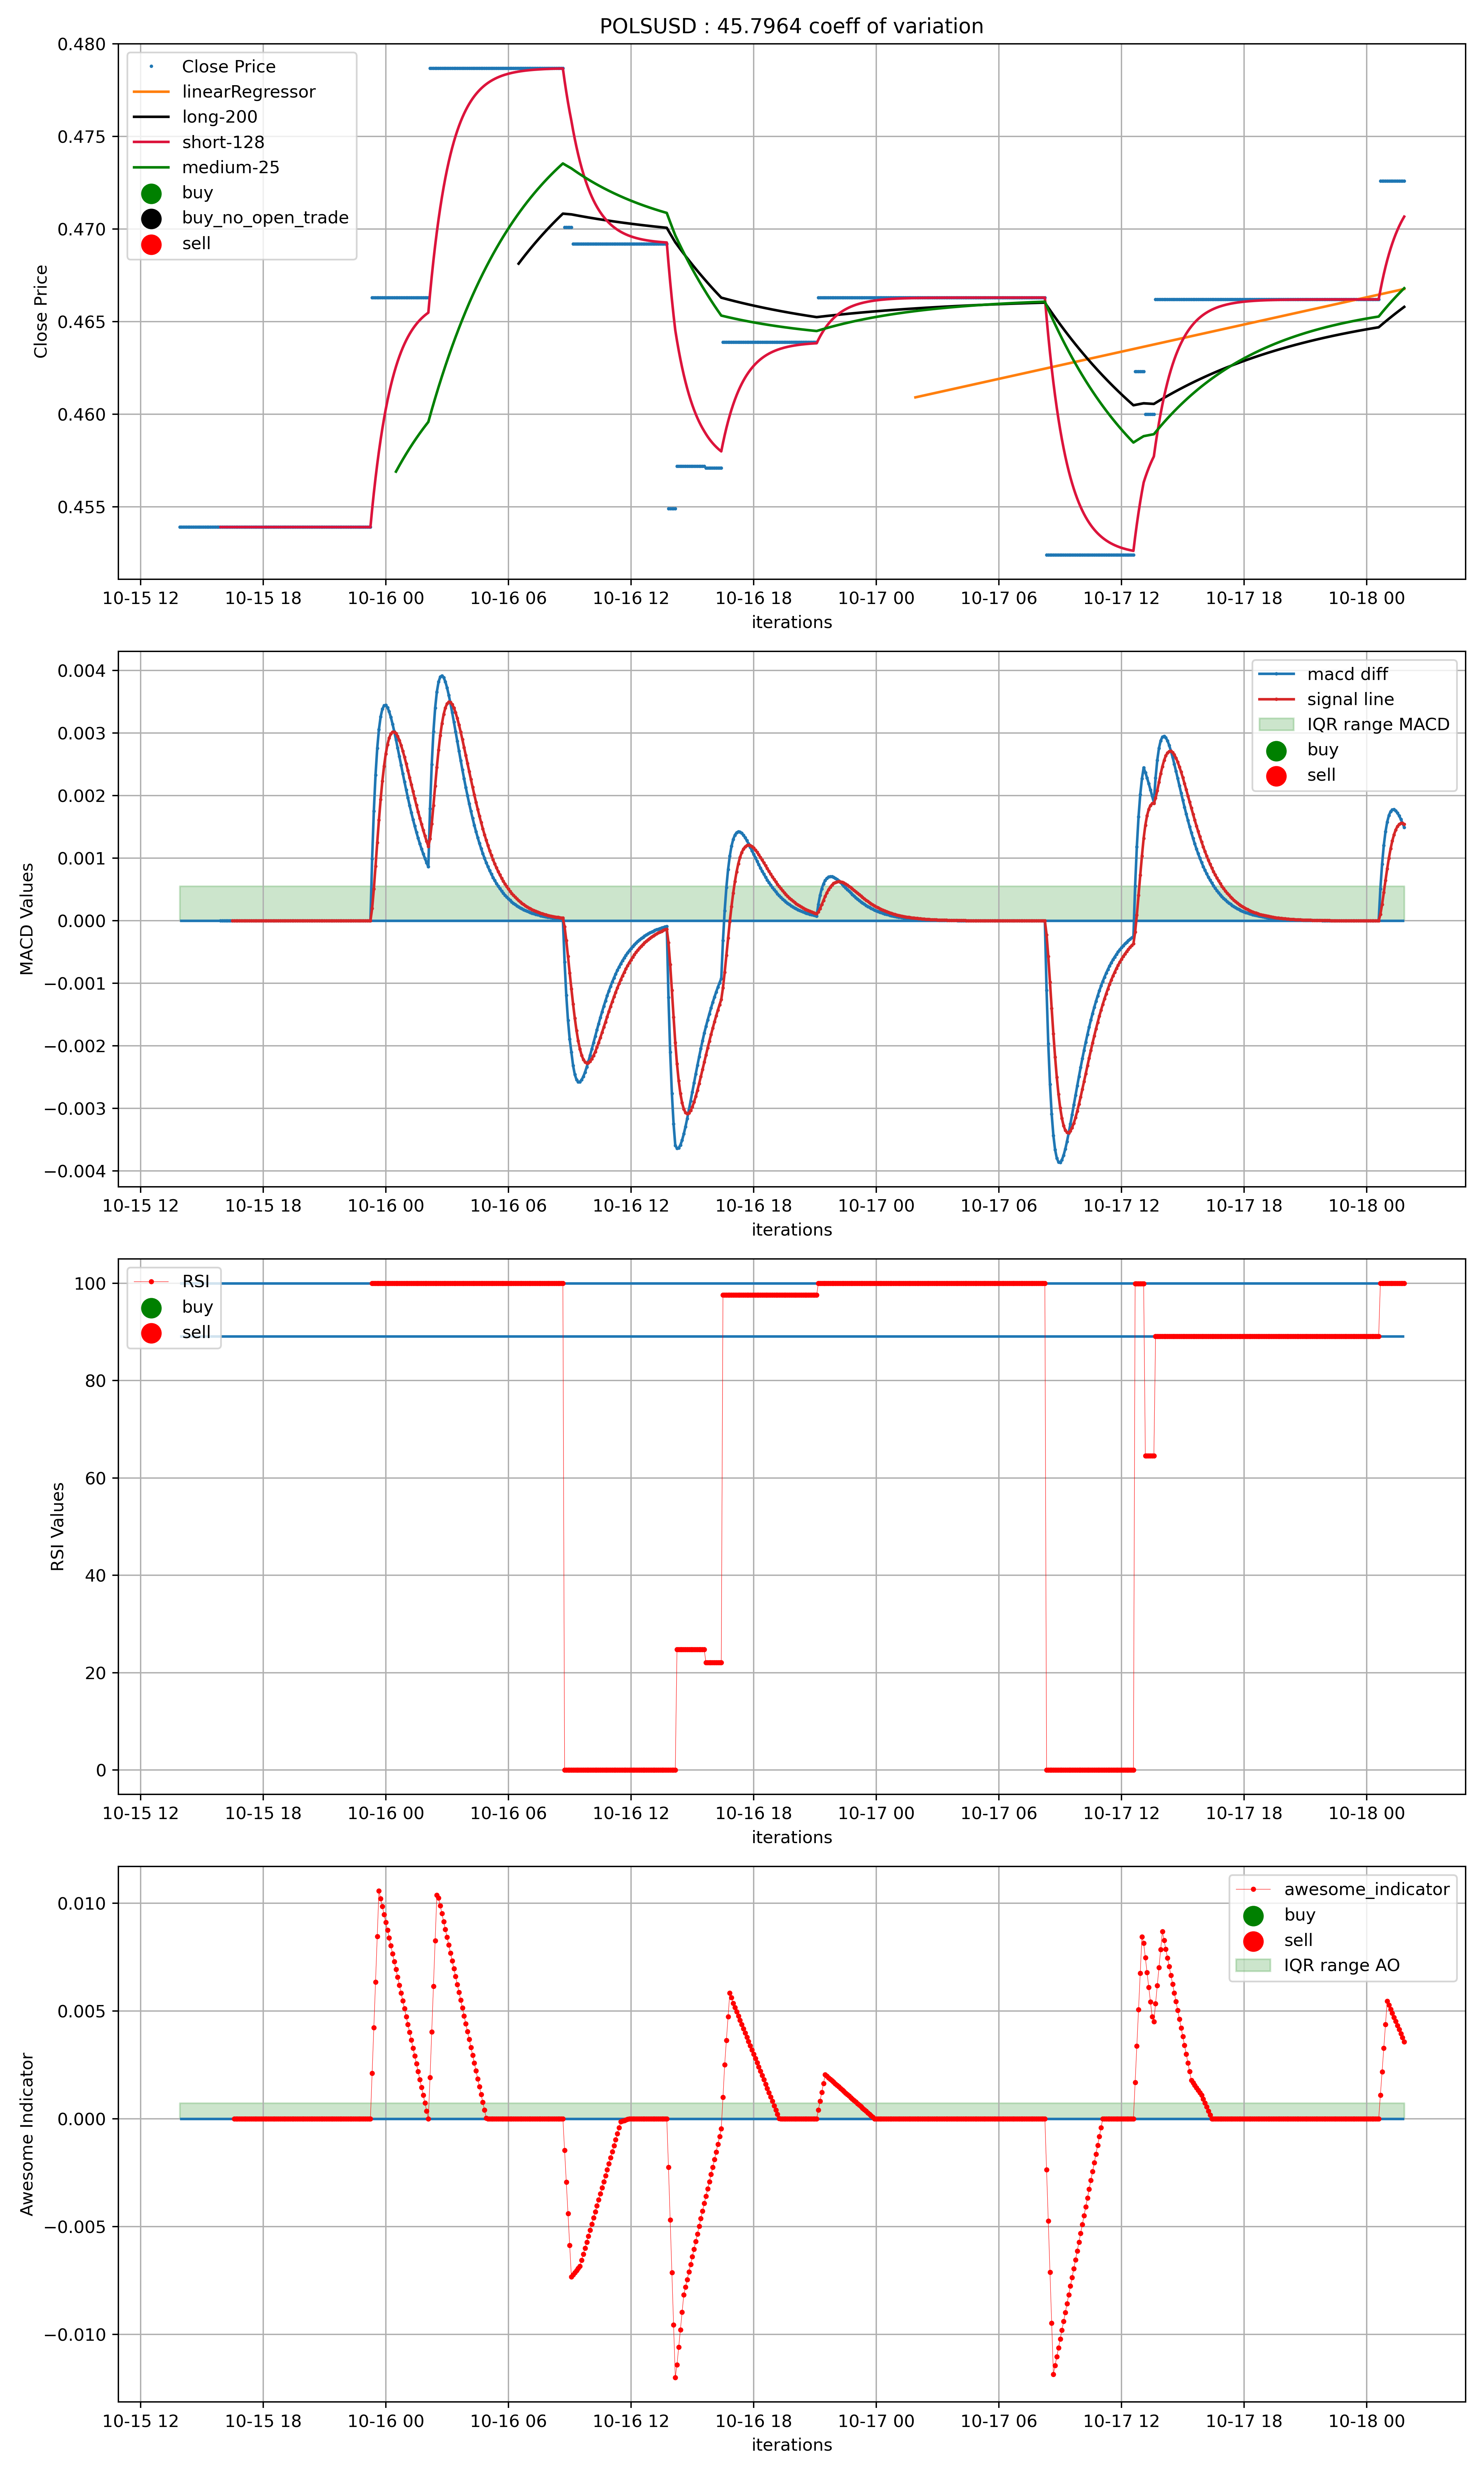 POLSUSD : 45.7964 coeff of variation
0.480
0.475
0.470
0.465
0.460
0.455
Close Price
Close Price
linearRegressor
long-200
short-128
medium-25
buy
buy_no_open_trade
sell
10-15 12 10-15 18 10-16 00 10-16 06 10-16 12 10-16 18 10-17 00 10-17 06 10-17 12 10-17 18 10-18 00
iterations
0.004
0.003
0.002
0.001
0.000
−0.001
−0.002
−0.003
−0.004
MACD Values
macd diff
signal line
IQR range MACD
buy
sell
10-15 12 10-15 18 10-16 00 10-16 06 10-16 12 10-16 18 10-17 00 10-17 06 10-17 12 10-17 18 10-18 00
iterations
100
80
60
40
20
0
RSI Values
RSI
buy
sell
10-15 12 10-15 18 10-16 00 10-16 06 10-16 12 10-16 18 10-17 00 10-17 06 10-17 12 10-17 18 10-18 00
iterations
0.010
0.005
0.000
−0.005
−0.010
Awesome Indicator
awesome_indicator
buy
sell
IQR range AO
10-15 12 10-15 18 10-16 00 10-16 06 10-16 12 10-16 18 10-17 00 10-17 06 10-17 12 10-17 18 10-18 00
iterations